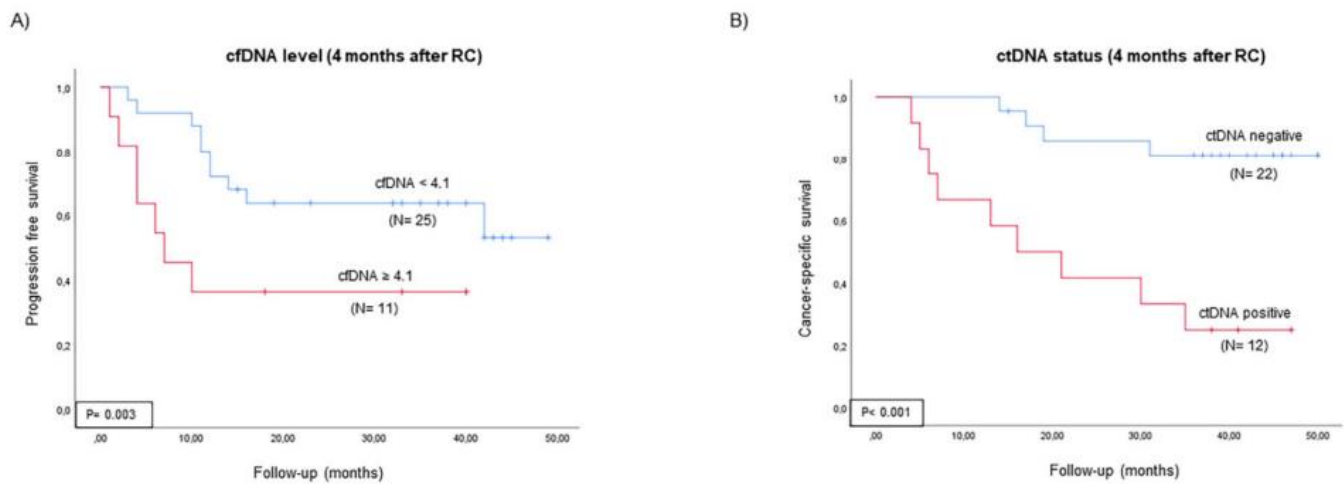 A)
cfDNA level (4 months after RC)
1,0
0,8
0,6
0,4
0,2
0,0
Progression free survival
cfDNA < 4.1
(N= 25)
cfDNA ≥ 4.1
(N= 11)
P= 0.003
,00 10,00 20,00 30,00 40,00 50,00
Follow-up (months)
B)
ctDNA status (4 months after RC)
1,0
0,8
0,6
0,4
0,2
0,0
Cancer-specific survival
ctDNA negative
(N= 22)
ctDNA positive
(N= 12)
P< 0.001
,00 10,00 20,00 30,00 40,00 50,00
Follow-up (months)